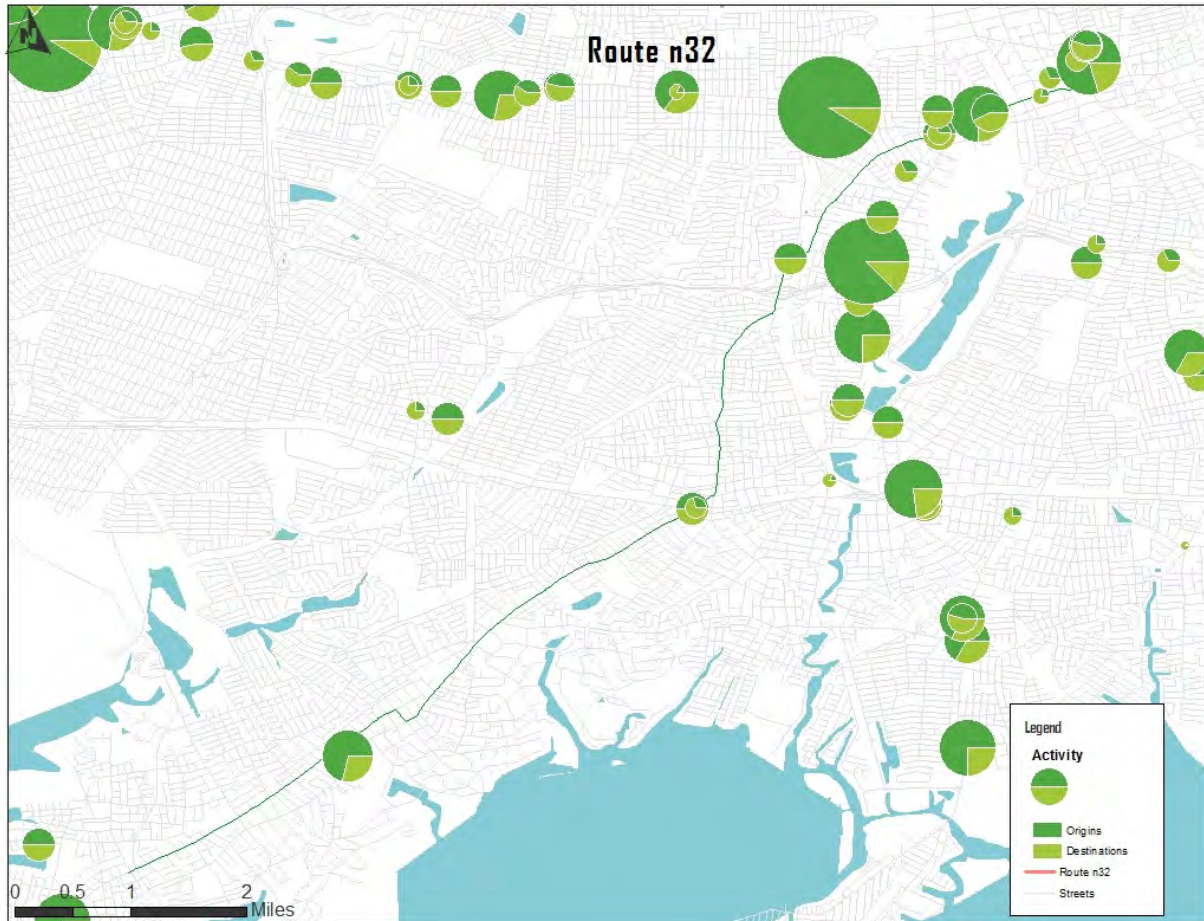 N
Route n32
Legend
Activity
Origins
Destinations
Route n32
Streets
0 0.5 1 2
Miles